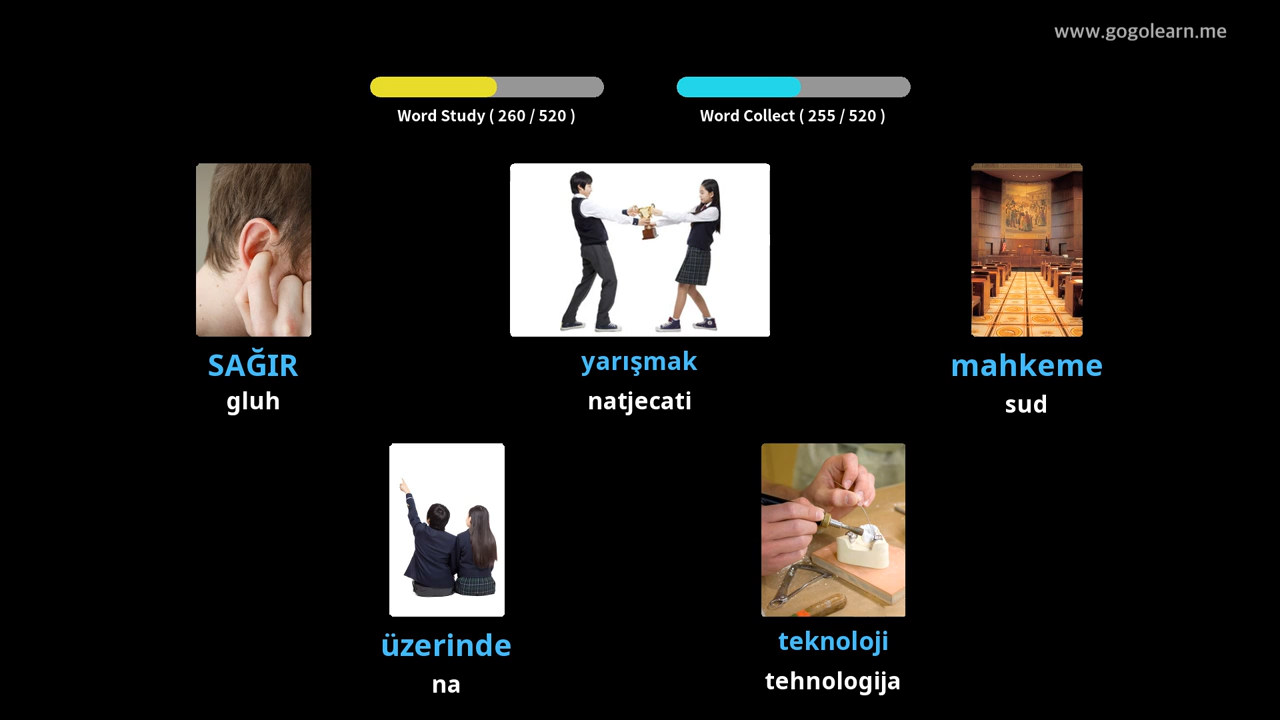 www.gogolearn.me
Word Study ( 260 / 520 )
Word Collect ( 255 / 520 )
SAĞIR
gluh
yarışmak
natjecati
mahkeme
sud
üzerinde
na
teknoloji
tehnologija